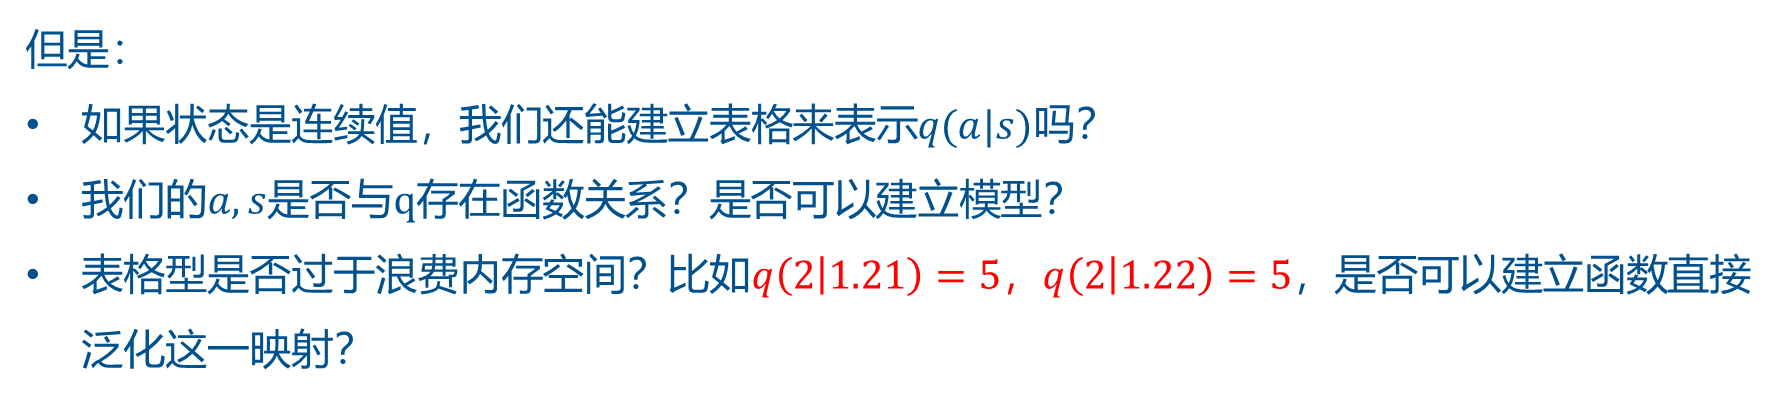 但是：
• 如果状态是连续值，我们还能建立表格来表示q(a|s)吗？
• 我们的a, s是否与q存在函数关系？是否可以建立模型？
• 表格型是否过于浪费内存空间？比如q(2|1.21) = 5，q(2|1.22) = 5，是否可以建立函数直接
泛化这一映射？